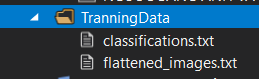 TranningData
classifications.txt
flattened_images.txt